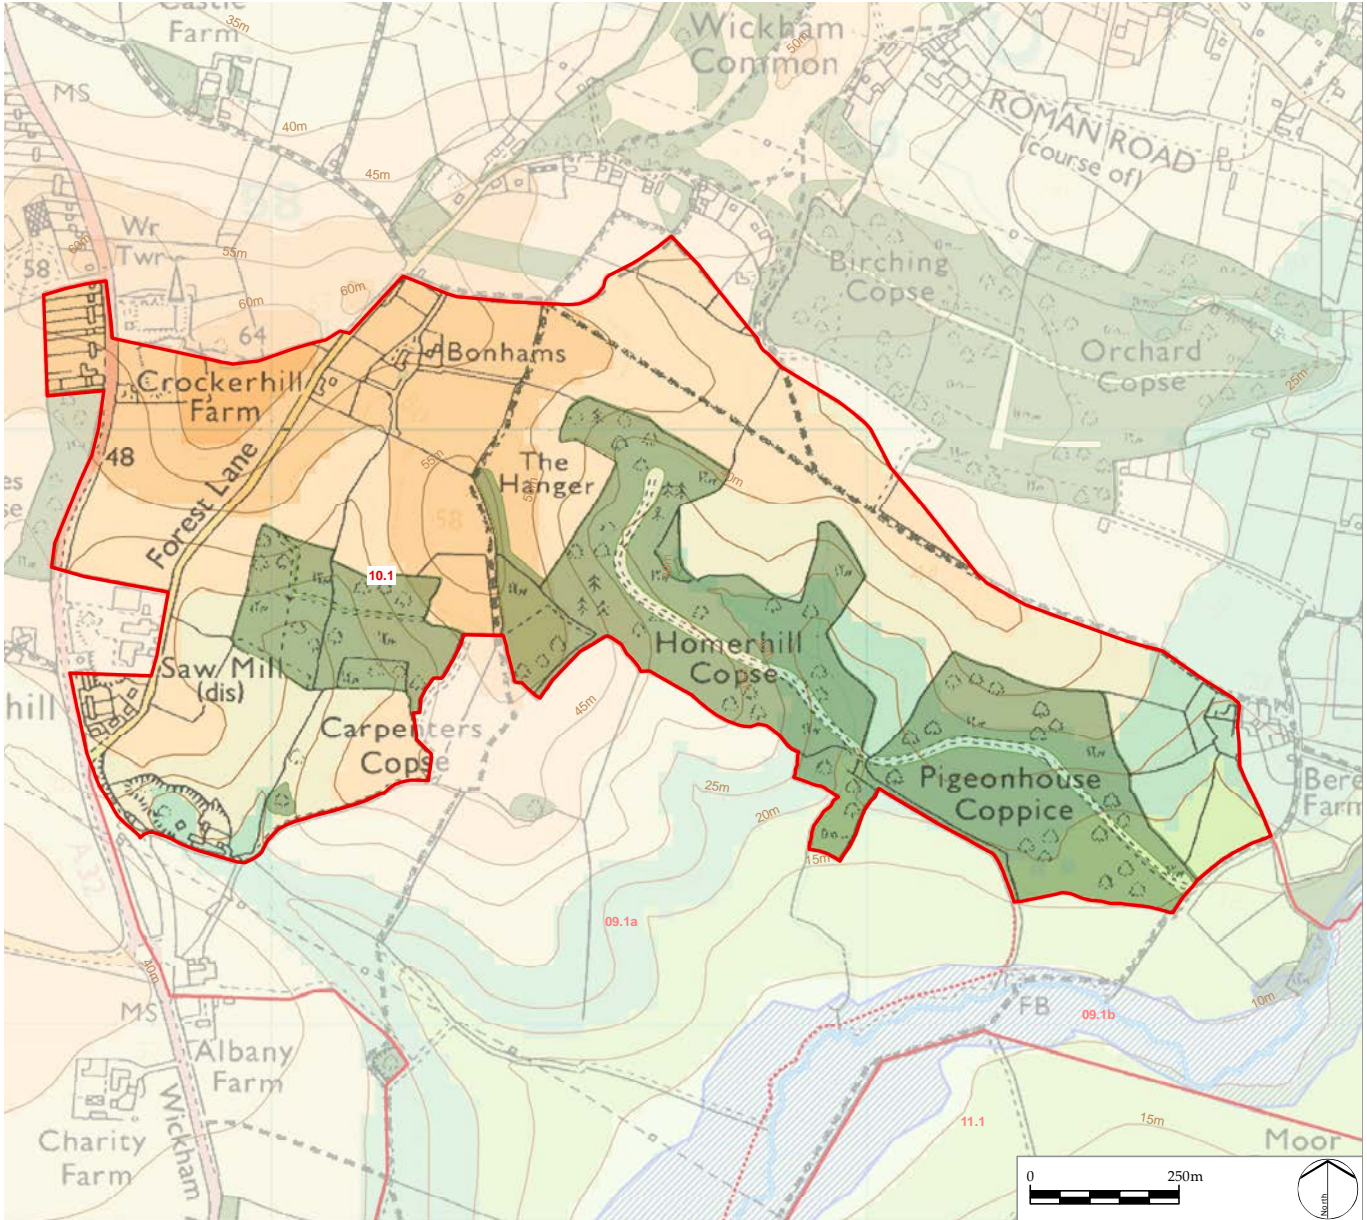 Castle
Farm
35m
Wickham
Common
50m
MS
40m
ROMAN ROAD
(course of)
45m
58
Wr
Twr
60m
55m
58
60m
60m
64
Birching
Copse
Orchard
Copse
25m
Bonhams
Crockerhill
Farm
48
Forest Lane
55m
The
Hanger
50m
58
10.1
Homerhill
Copse
Saw Mill
(dis)
hill
Carpenters
Copse
45m
25m
20m
15m
Pigeonhouse
Coppice
Bere
Farm
09.1a
A32
40m
MS
FB
09.1b
10m
Albany
Farm
Charity
Farm
Wickham
11.1
15m
Moor
0 250m
North